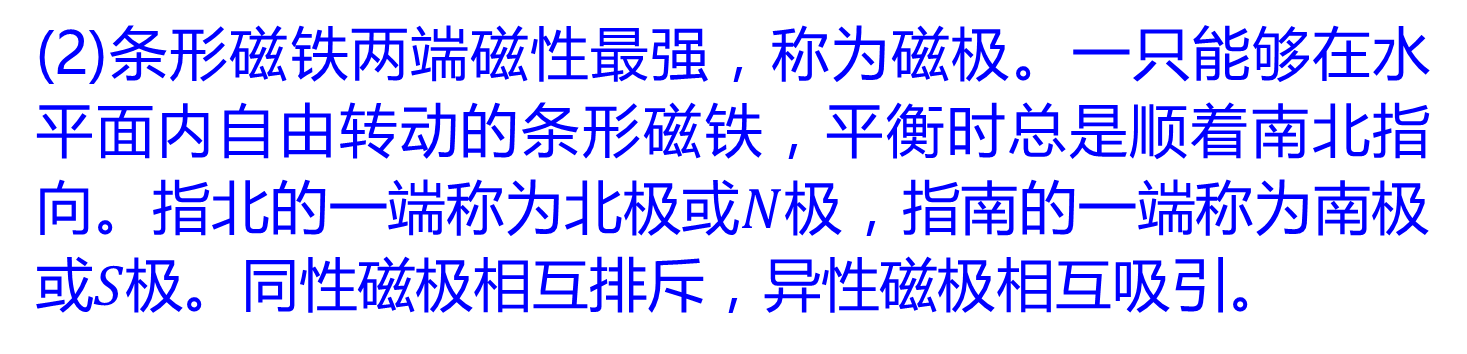 (2)条形磁铁两端磁性最强，称为磁极。一只能够在水
平面内自由转动的条形磁铁，平衡时总是顺着南北指
向。指北的一端称为北极或N极，指南的一端称为南极
或S极。同性磁极相互排斥，异性磁极相互吸引。